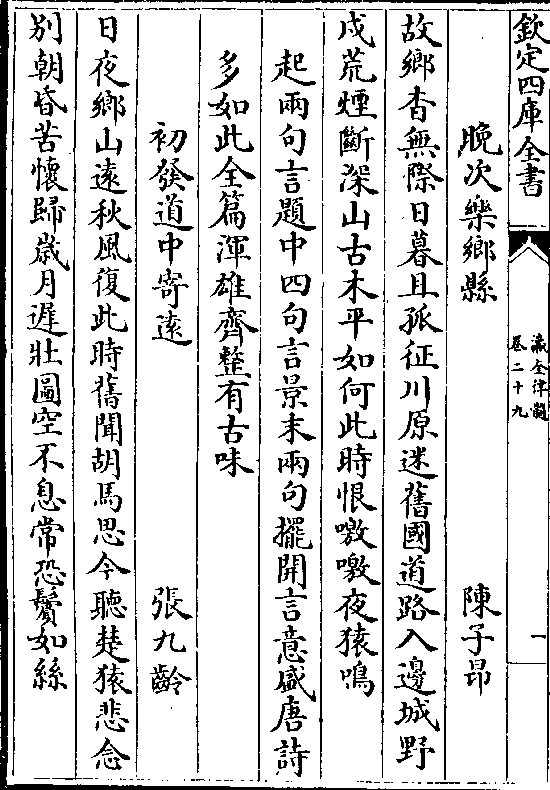 欽定四庫全書
瀛奎律髓
卷二十九
一
晚次樂鄉縣 陳子昂
故鄉杳無際日暮且孤征川原迷舊國道路入邊城野
戍荒煙斷深山古木平如何此時恨噭噭夜猿鳴
起兩句言題中四句言景末兩句擺開言意盛唐詩
多如此全篇渾雄齊整有古味
初發道中寄遠 張九齡
日夜鄉山遠秋風復此時舊聞胡馬思今聽楚猿悲念
别朝昏苦懷歸歲月遲壯圖空不息常恐鬢如絲